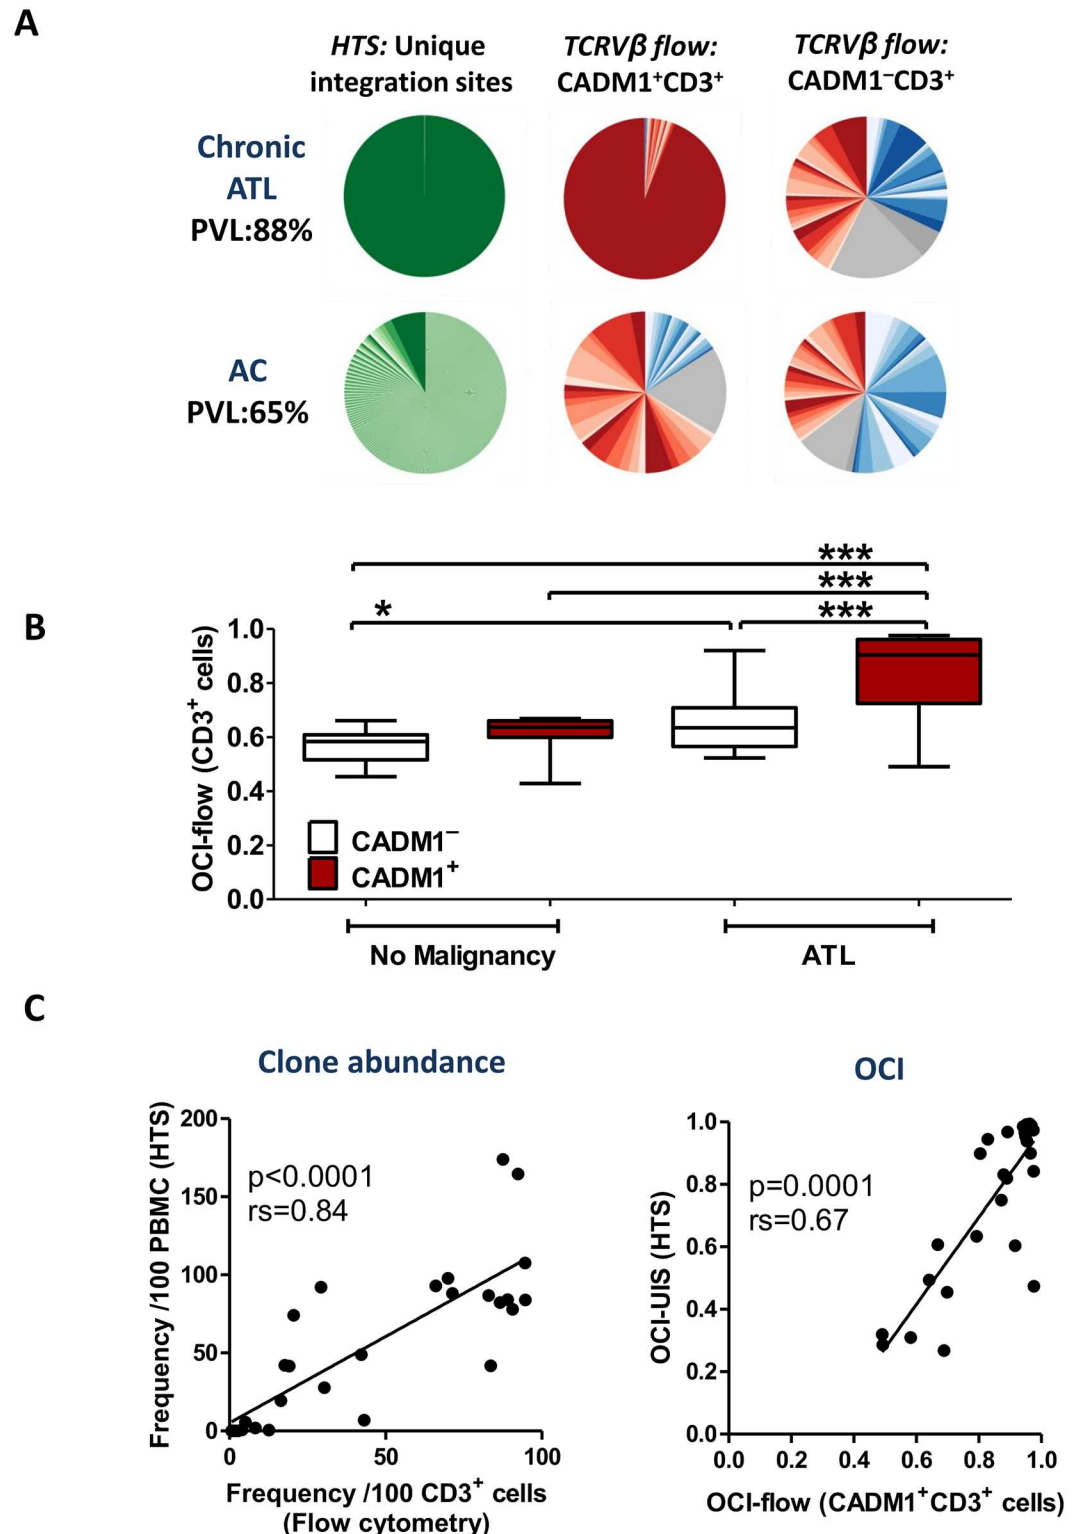 A
HTS: Unique
integration sites
TCRVβ flow:
CADM1⁺CD3⁺
TCRVβ flow:
CADM1⁻CD3⁺
Chronic
ATL
PVL:88%
AC
PVL:65%
B
***
***
*
***
OCI-flow (CD3⁺ cells)
1.0
0.8
0.6
0.4
0.2
0.0
CADM1⁻
CADM1⁺
No Malignancy
ATL
C
Clone abundance
Frequency /100 PBMC (HTS)
200
150
100
50
0
p<0.0001
rs=0.84
0
50
100
Frequency /100 CD3⁺ cells
(Flow cytometry)
OCI
OCI-UIS (HTS)
1.0
0.8
0.6
0.4
0.2
0.0
p=0.0001
rs=0.67
0.0
0.2
0.4
0.6
0.8
1.0
OCI-flow (CADM1⁺CD3⁺ cells)